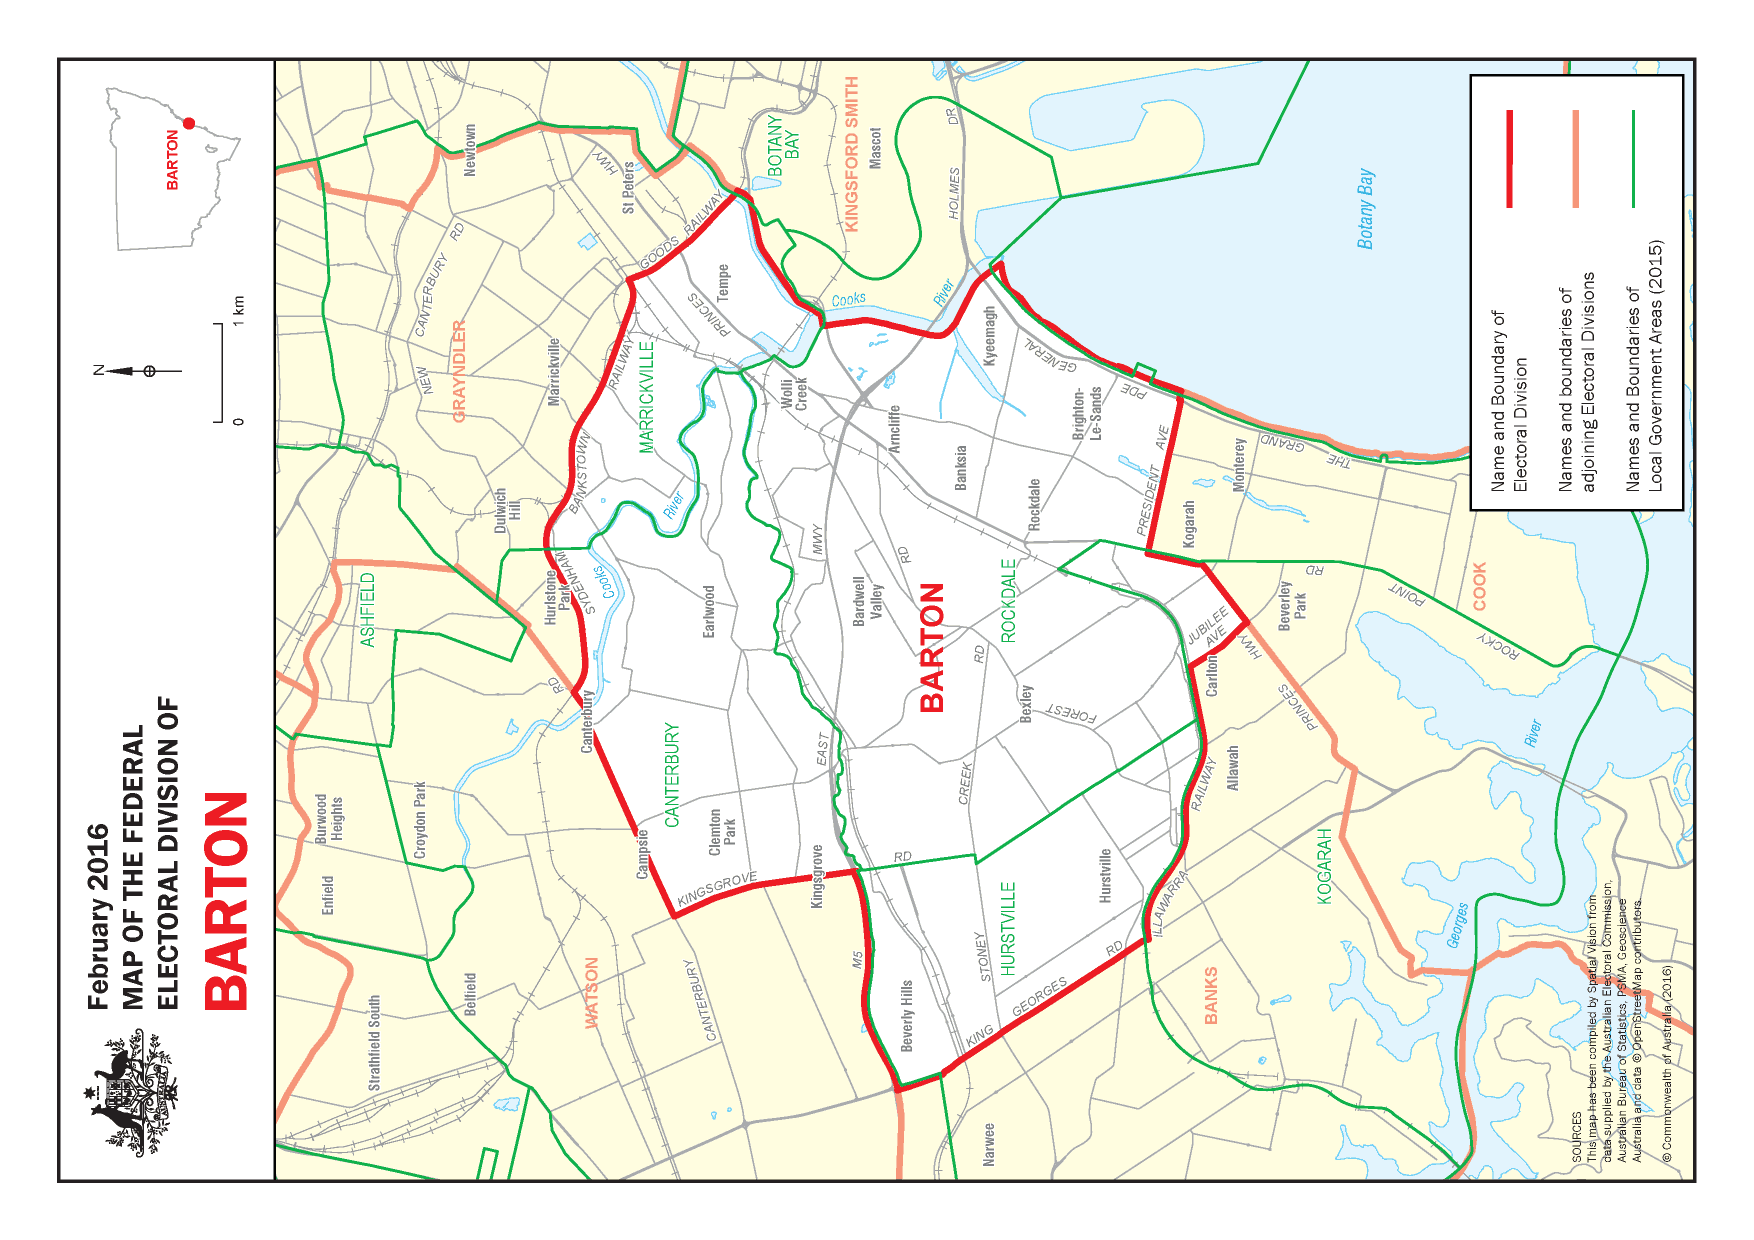 February 2016
MAP OF THE FEDERAL
ELECTORAL DIVISION OF
BARTON
N
0
1 km
BARTON
Name and Boundary of
Electoral Division
Names and boundaries of
adjoining Electoral Divisions
Names and Boundaries of
Local Government Areas (2015)
Strathfield South
Enfield
Burwood
Heights
Croydon Park
Belfield
ASHFIELD
WATSON
GRAYNDLER
NEW
CANTERBURY
RD
Newtown
Dulwich
Hill
Marrickville
St Peters
HWY
Hurlstone
Park
RD
Canterbury
Campsie
CANTERBURY
KINGSGROVE
CANTERBURY
SYDENHAM
BANKSTOWN
RAILWAY
Cooks
River
MARRICKVILLE
GOODS
RAILWAY
PRINCES
Tempe
Earlwood
Clemton
Park
Kingsgrove
EAST
MWY
M5
Wolli
Creek
BOTANY
BAY
KINGSFORD SMITH
Mascot
Cooks
River
HOLMES
DR
Bardwell
Valley
RD
Arncliffe
BARTON
Banksia
Kyeemagh
GENERAL
Brighton-
Le-Sands
PDE
Rockdale
ROCKDALE
RD
CREEK
STONEY
RD
Bexley
FOREST
Beverly Hills
HURSTVILLE
Hurstville
KING
GEORGES
RD
Narwee
ILLAWARRA
RAILWAY
Allawah
Carlton
JUBILEE
AVE
HWY
PRINCES
PRESIDENT
AVE
Kogarah
Monterey
THE
GRAND
Beverley
Park
RD
POINT
ROCKY
COOK
KOGARAH
BANKS
Botany Bay
Georges
River
SOURCES
This map has been compiled by Spatial Vision from
data supplied by the Australian Electoral Commission,
Australian Bureau of Statistics, PSMA, Geoscience
Australia and data © OpenStreetMap contributors.
© Commonwealth of Australia (2016)